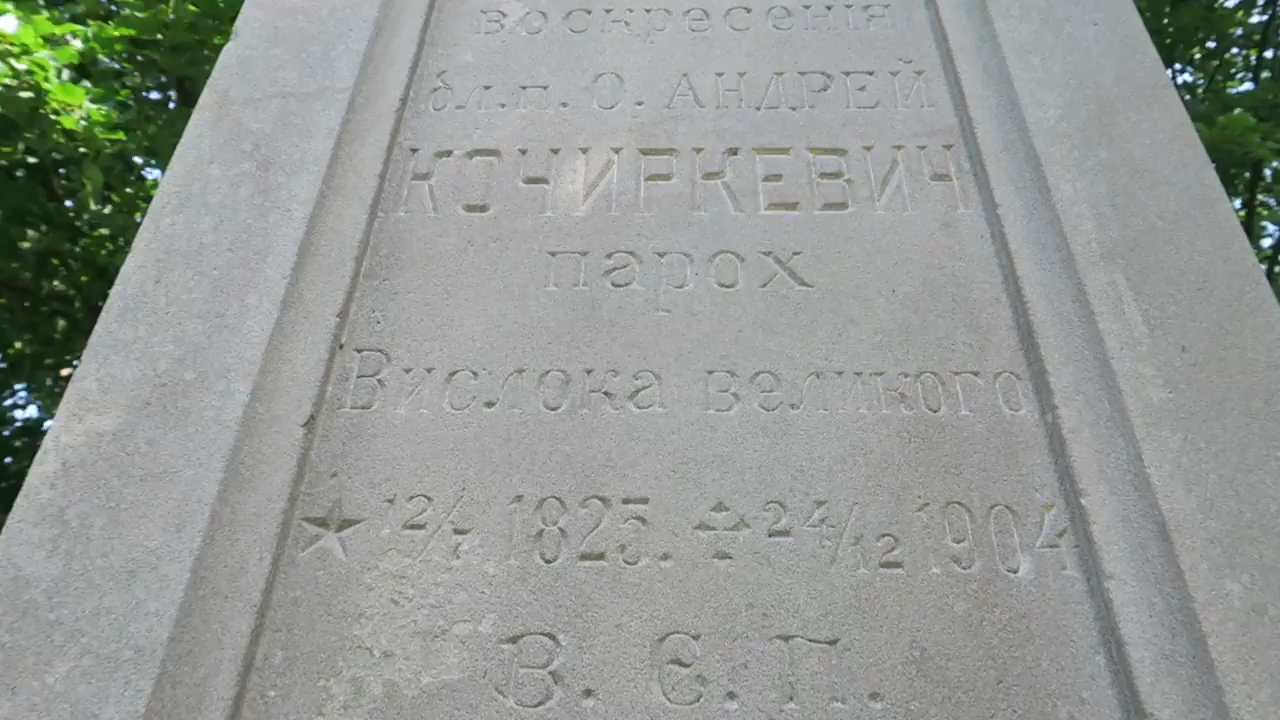 воскресенія
бл.п. О. АНДРЕЙ
КОЧИРКЕВИЧ
парох
Вислока великого
★ 12/7 1825. ✢ 24/12 1904
В. Є. П.